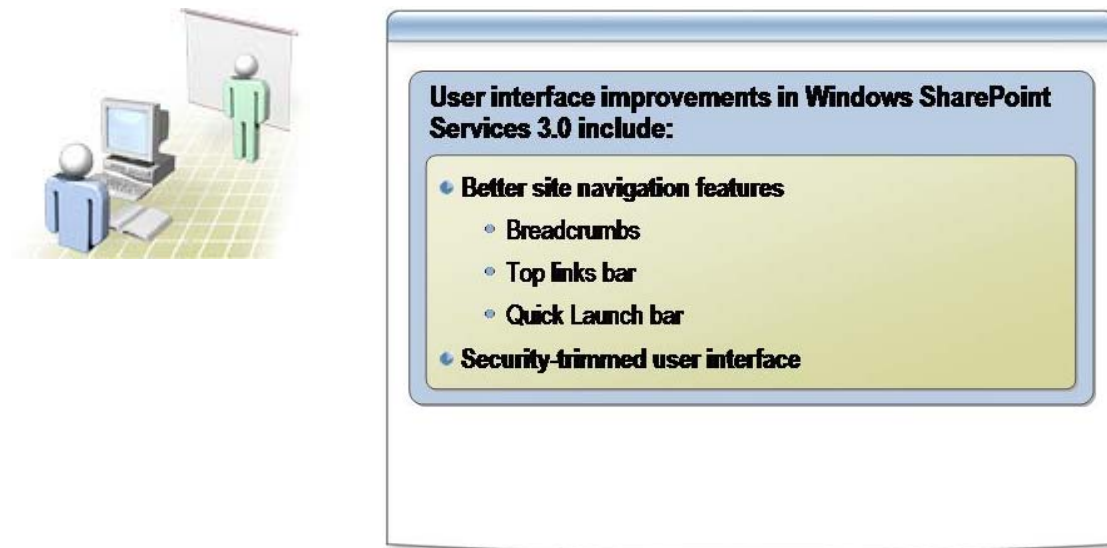 User interface improvements in Windows SharePoint
Services 3.0 include:
Better site navigation features
Breadcrumbs
Top links bar
Quick Launch bar
Security-trimmed user interface